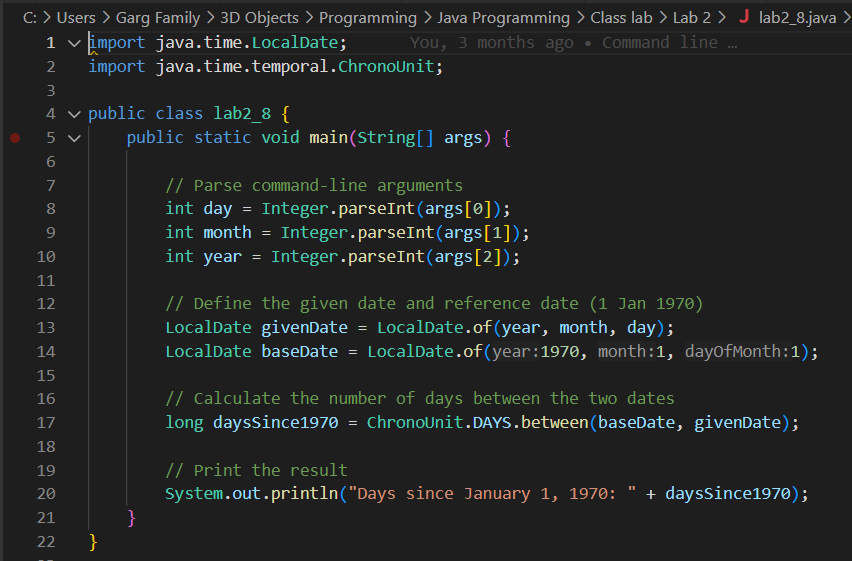 C: > Users > Garg Family > 3D Objects > Programming > Java Programming > Class lab > Lab 2 > J lab2_8.java >
1 import java.time.LocalDate; You, 3 months ago • Command line …
2 import java.time.temporal.ChronoUnit;
3
4 public class lab2_8 {
5     public static void main(String[] args) {
6
7         // Parse command-line arguments
8         int day = Integer.parseInt(args[0]);
9         int month = Integer.parseInt(args[1]);
10         int year = Integer.parseInt(args[2]);
11
12         // Define the given date and reference date (1 Jan 1970)
13         LocalDate givenDate = LocalDate.of(year, month, day);
14         LocalDate baseDate = LocalDate.of(year:1970, month:1, dayOfMonth:1);
15
16         // Calculate the number of days between the two dates
17         long daysSince1970 = ChronoUnit.DAYS.between(baseDate, givenDate);
18
19         // Print the result
20         System.out.println("Days since January 1, 1970: " + daysSince1970);
21     }
22 }